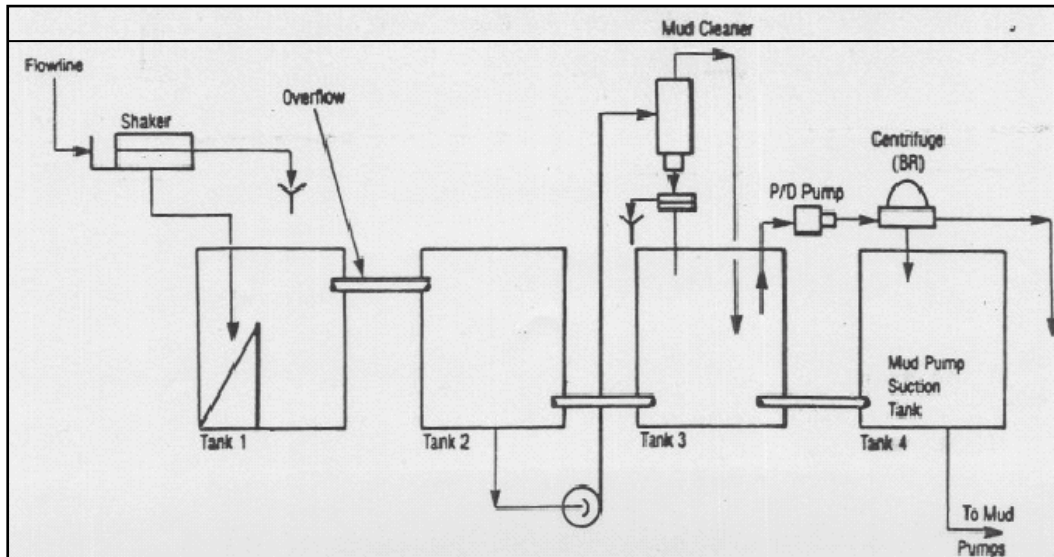 Mud Cleaner
Flowline
Overflow
Shaker
Centrifuge
(BR)
P/D Pump
Mud Pump
Suction
Tank
Tank 1
Tank 2
Tank 3
Tank 4
To Mud
Pumps